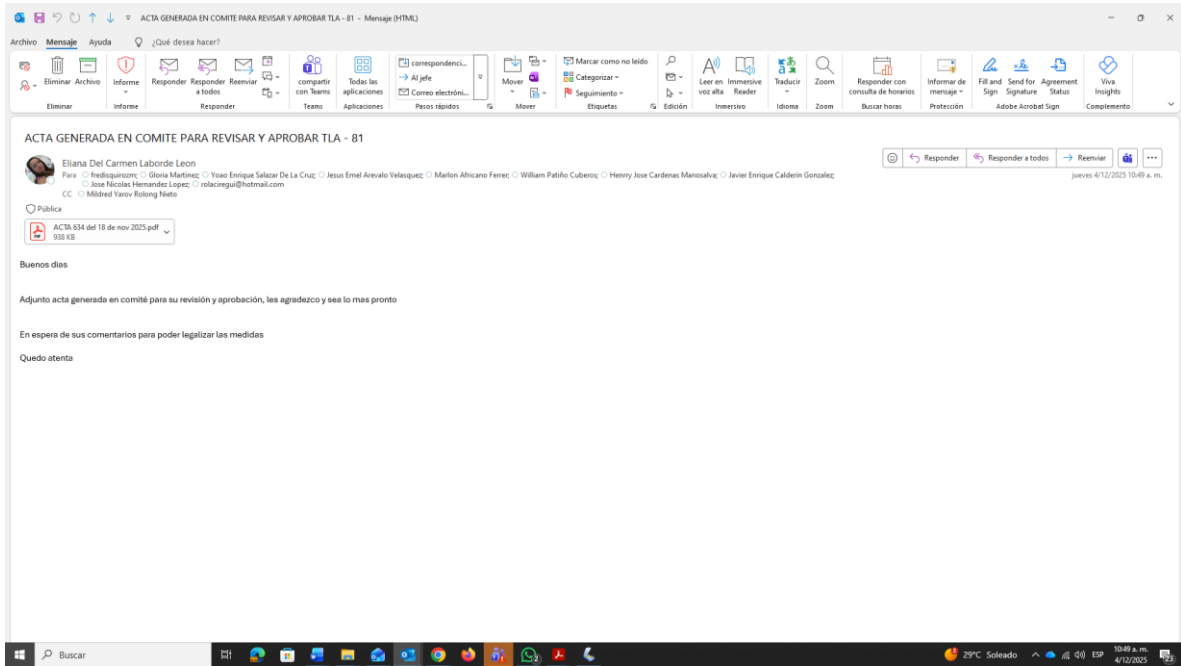 ACTA GENERADA EN COMITE PARA REVISAR Y APROBAR TLA - 81 - Mensaje (HTML)
Archivo Mensaje Ayuda ¿Qué desea hacer?
Eliminar Archivo
Eliminar
Informe
Informe
Responder Responder a todos Reenviar
Responder
compartir con Teams
Teams
Todas las aplicaciones
Aplicaciones
correspondenci...
Al jefe
Correo electróni...
Pasos rápidos
Mover
Mover
Marcar como no leído
Categorizar
Seguimiento
Etiquetas
Edición
Leer en voz alta Immersive Reader
Inmersivo
Traducir
Idioma
Zoom
Zoom
Responder con consulta de horarios
Buscar horas
Informar de mensaje
Protección
Fill and Sign Send for Signature Agreement Status
Adobe Acrobat Sign
Viva Insights
Complemento
ACTA GENERADA EN COMITE PARA REVISAR Y APROBAR TLA - 81
Eliana Del Carmen Laborde Leon
Responder Responder a todos Reenviar
Para fredisquirozm; Gloria Martinez; Yoao Enrique Salazar De La Cruz; Jesus Emel Arevalo Velasquez; Marlon Africano Ferrer; William Patiño Cuberos; Henrry Jose Cardenas Manosalva; Javier Enrique Calderin Gonzalez;
Jose Nicolas Hernandez Lopez; rolaciregui@hotmail.com
jueves 4/12/2025 10:49 a. m.
CC Mildred Yarov Rolong Nieto
Pública
ACTA 634 del 18 de nov 2025.pdf
938 KB
Buenos dias
Adjunto acta generada en comité para su revisión y aprobación, les agradezco y sea lo mas pronto
En espera de sus comentarios para poder legalizar las medidas
Quedo atenta
Buscar
29°C Soleado
ESP
10:49 a. m.
4/12/2025